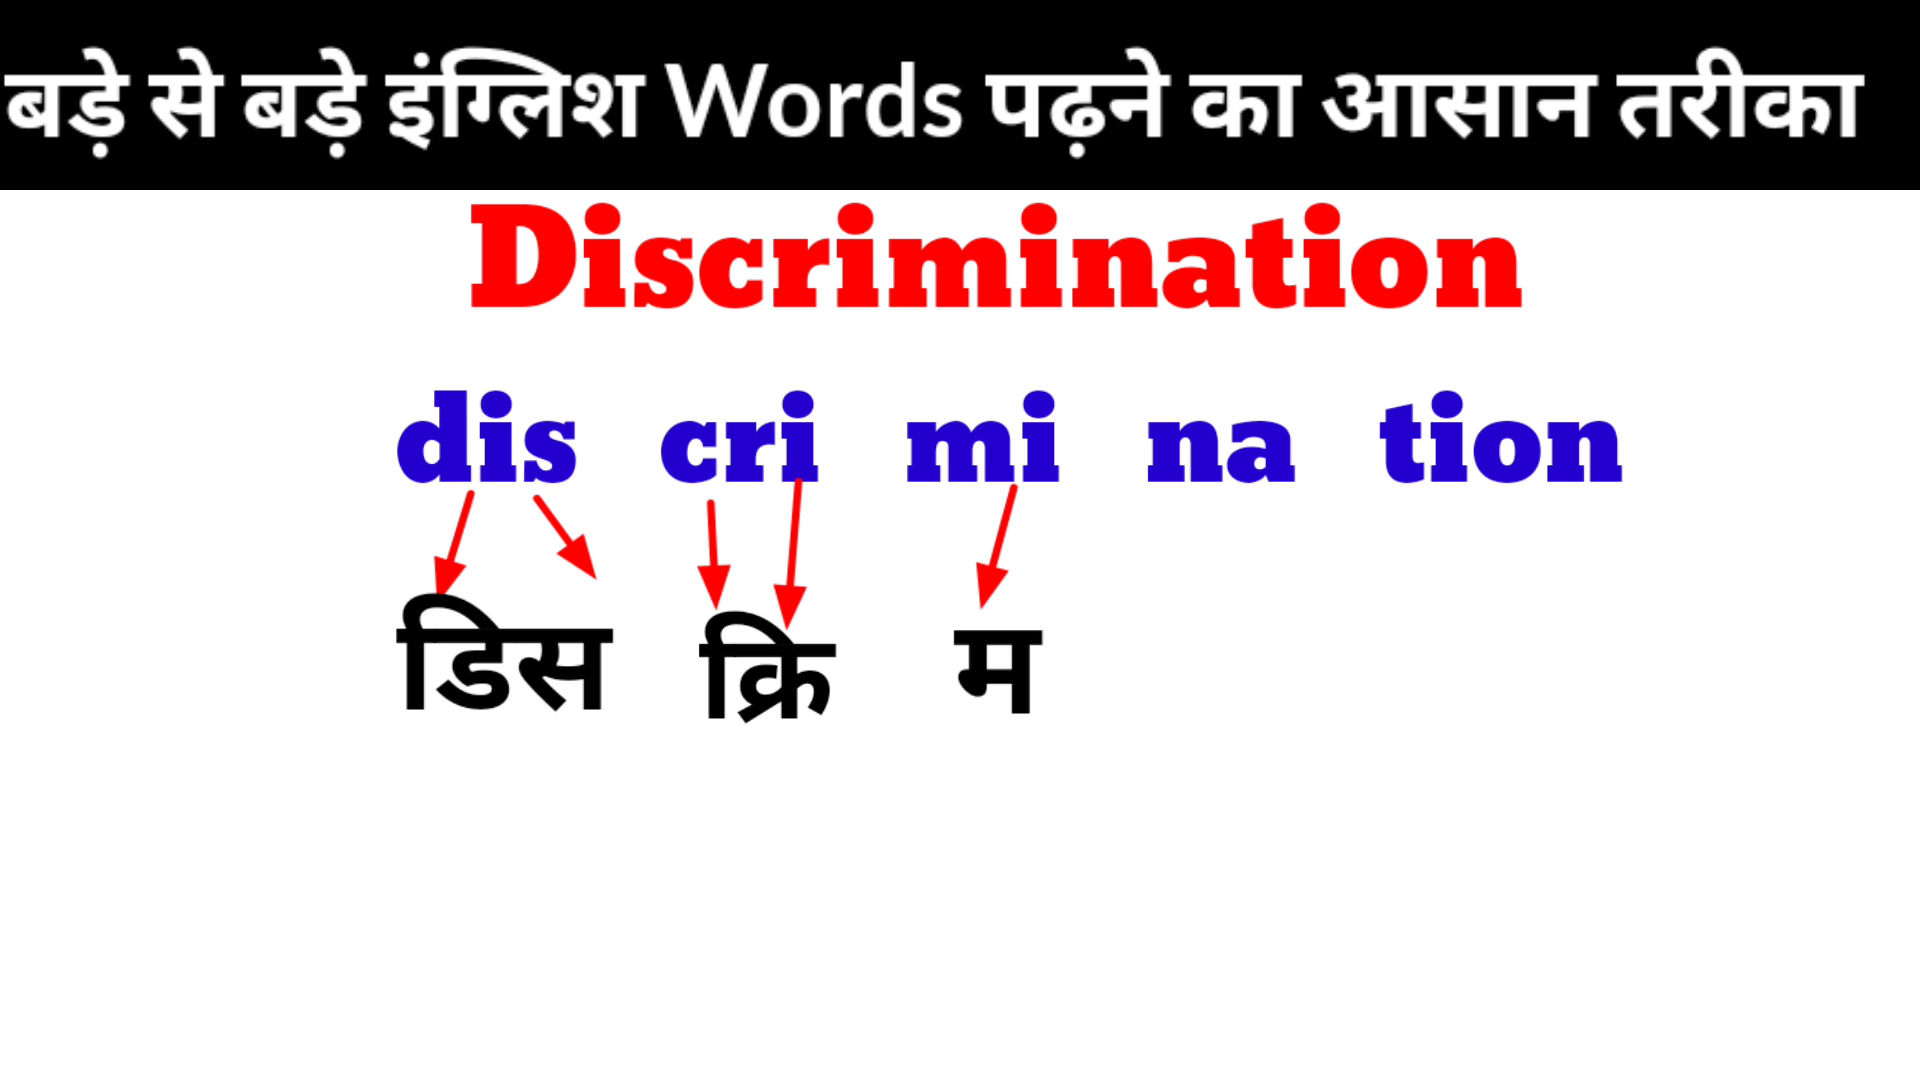 बड़े से बड़े इंग्लिश Words पढ़ने का आसान तरीका
Discrimination
dis cri mi na tion
डिस क्रि म